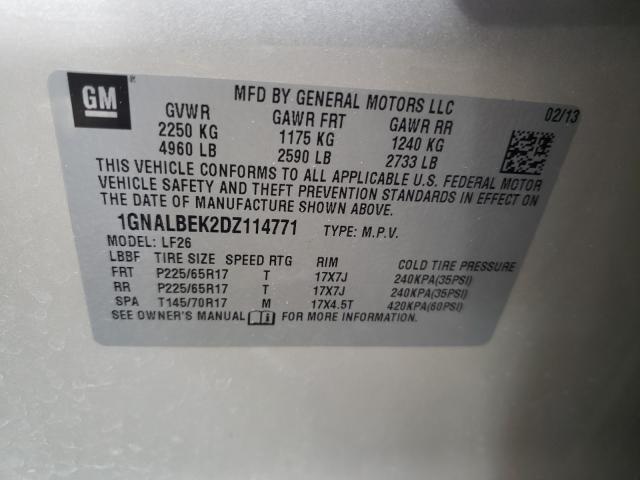 GM
MFD BY GENERAL MOTORS LLC
02/13
GVWR GAWR FRT GAWR RR
2250 KG 1175 KG 1240 KG
4960 LB 2590 LB 2733 LB
THIS VEHICLE CONFORMS TO ALL APPLICABLE U.S. FEDERAL MOTOR
VEHICLE SAFETY AND THEFT PREVENTION STANDARDS IN EFFECT ON
THE DATE OF MANUFACTURE SHOWN ABOVE.
1GNALBEK2DZ114771 TYPE: M.P.V.
MODEL: LF26
LBBF TIRE SIZE SPEED RTG RIM COLD TIRE PRESSURE
FRT P225/65R17 T 17X7J 240KPA(35PSI)
RR P225/65R17 T 17X7J 240KPA(35PSI)
SPA T145/70R17 M 17X4.5T 420KPA(60PSI)
SEE OWNER'S MANUAL FOR MORE INFORMATION.